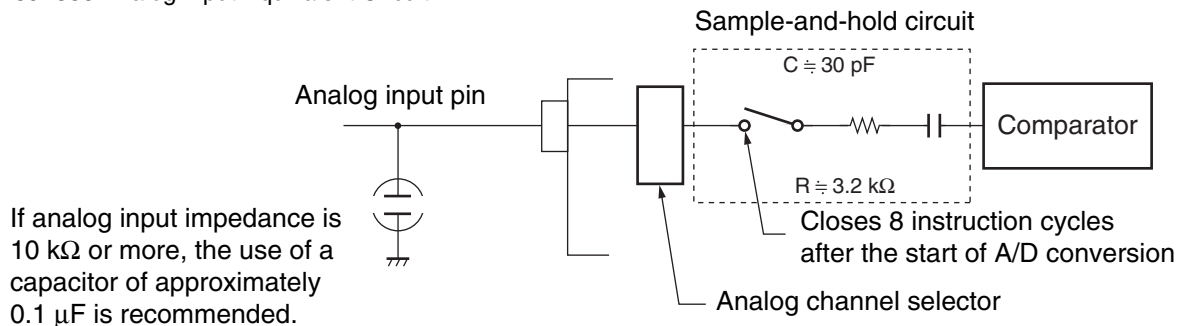 Sample-and-hold circuit
C ≒ 30 pF
Analog input pin
Comparator
R ≒ 3.2 kΩ
If analog input impedance is
10 kΩ or more, the use of a
capacitor of approximately
0.1 µF is recommended.
Closes 8 instruction cycles
after the start of A/D conversion
Analog channel selector